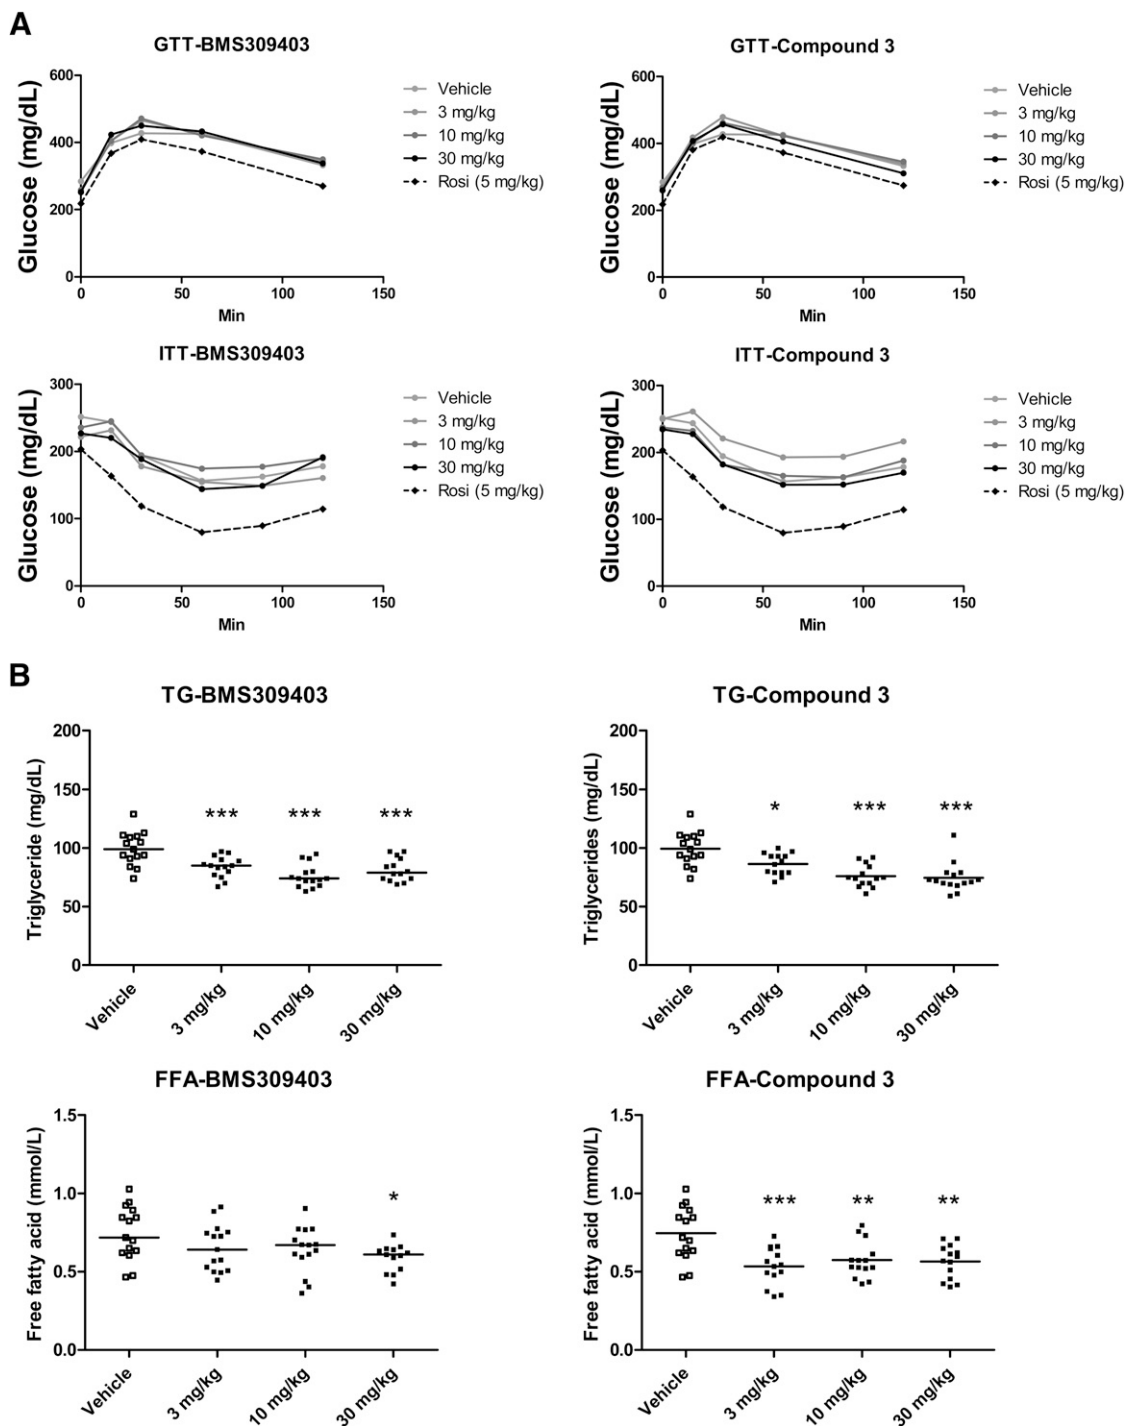 A
GTT-BMS309403
Glucose (mg/dL)
600
400
200
0
0 50 100 150
Min
Vehicle
3 mg/kg
10 mg/kg
30 mg/kg
Rosi (5 mg/kg)
GTT-Compound 3
Glucose (mg/dL)
600
400
200
0
0 50 100 150
Min
Vehicle
3 mg/kg
10 mg/kg
30 mg/kg
Rosi (5 mg/kg)
ITT-BMS309403
Glucose (mg/dL)
300
200
100
0
0 50 100 150
Min
Vehicle
3 mg/kg
10 mg/kg
30 mg/kg
Rosi (5 mg/kg)
ITT-Compound 3
Glucose (mg/dL)
300
200
100
0
0 50 100 150
Min
Vehicle
3 mg/kg
10 mg/kg
30 mg/kg
Rosi (5 mg/kg)
B
TG-BMS309403
Triglyceride (mg/dL)
200
150
100
50
0
*** *** ***
Vehicle
3 mg/kg
10 mg/kg
30 mg/kg
TG-Compound 3
Triglycerides (mg/dL)
200
150
100
50
0
* *** ***
Vehicle
3 mg/kg
10 mg/kg
30 mg/kg
FFA-BMS309403
Free fatty acid (mmol/L)
1.5
1.0
0.5
0.0
*
Vehicle
3 mg/kg
10 mg/kg
30 mg/kg
FFA-Compound 3
Free fatty acid (mmol/L)
1.5
1.0
0.5
0.0
*** ** **
Vehicle
3 mg/kg
10 mg/kg
30 mg/kg